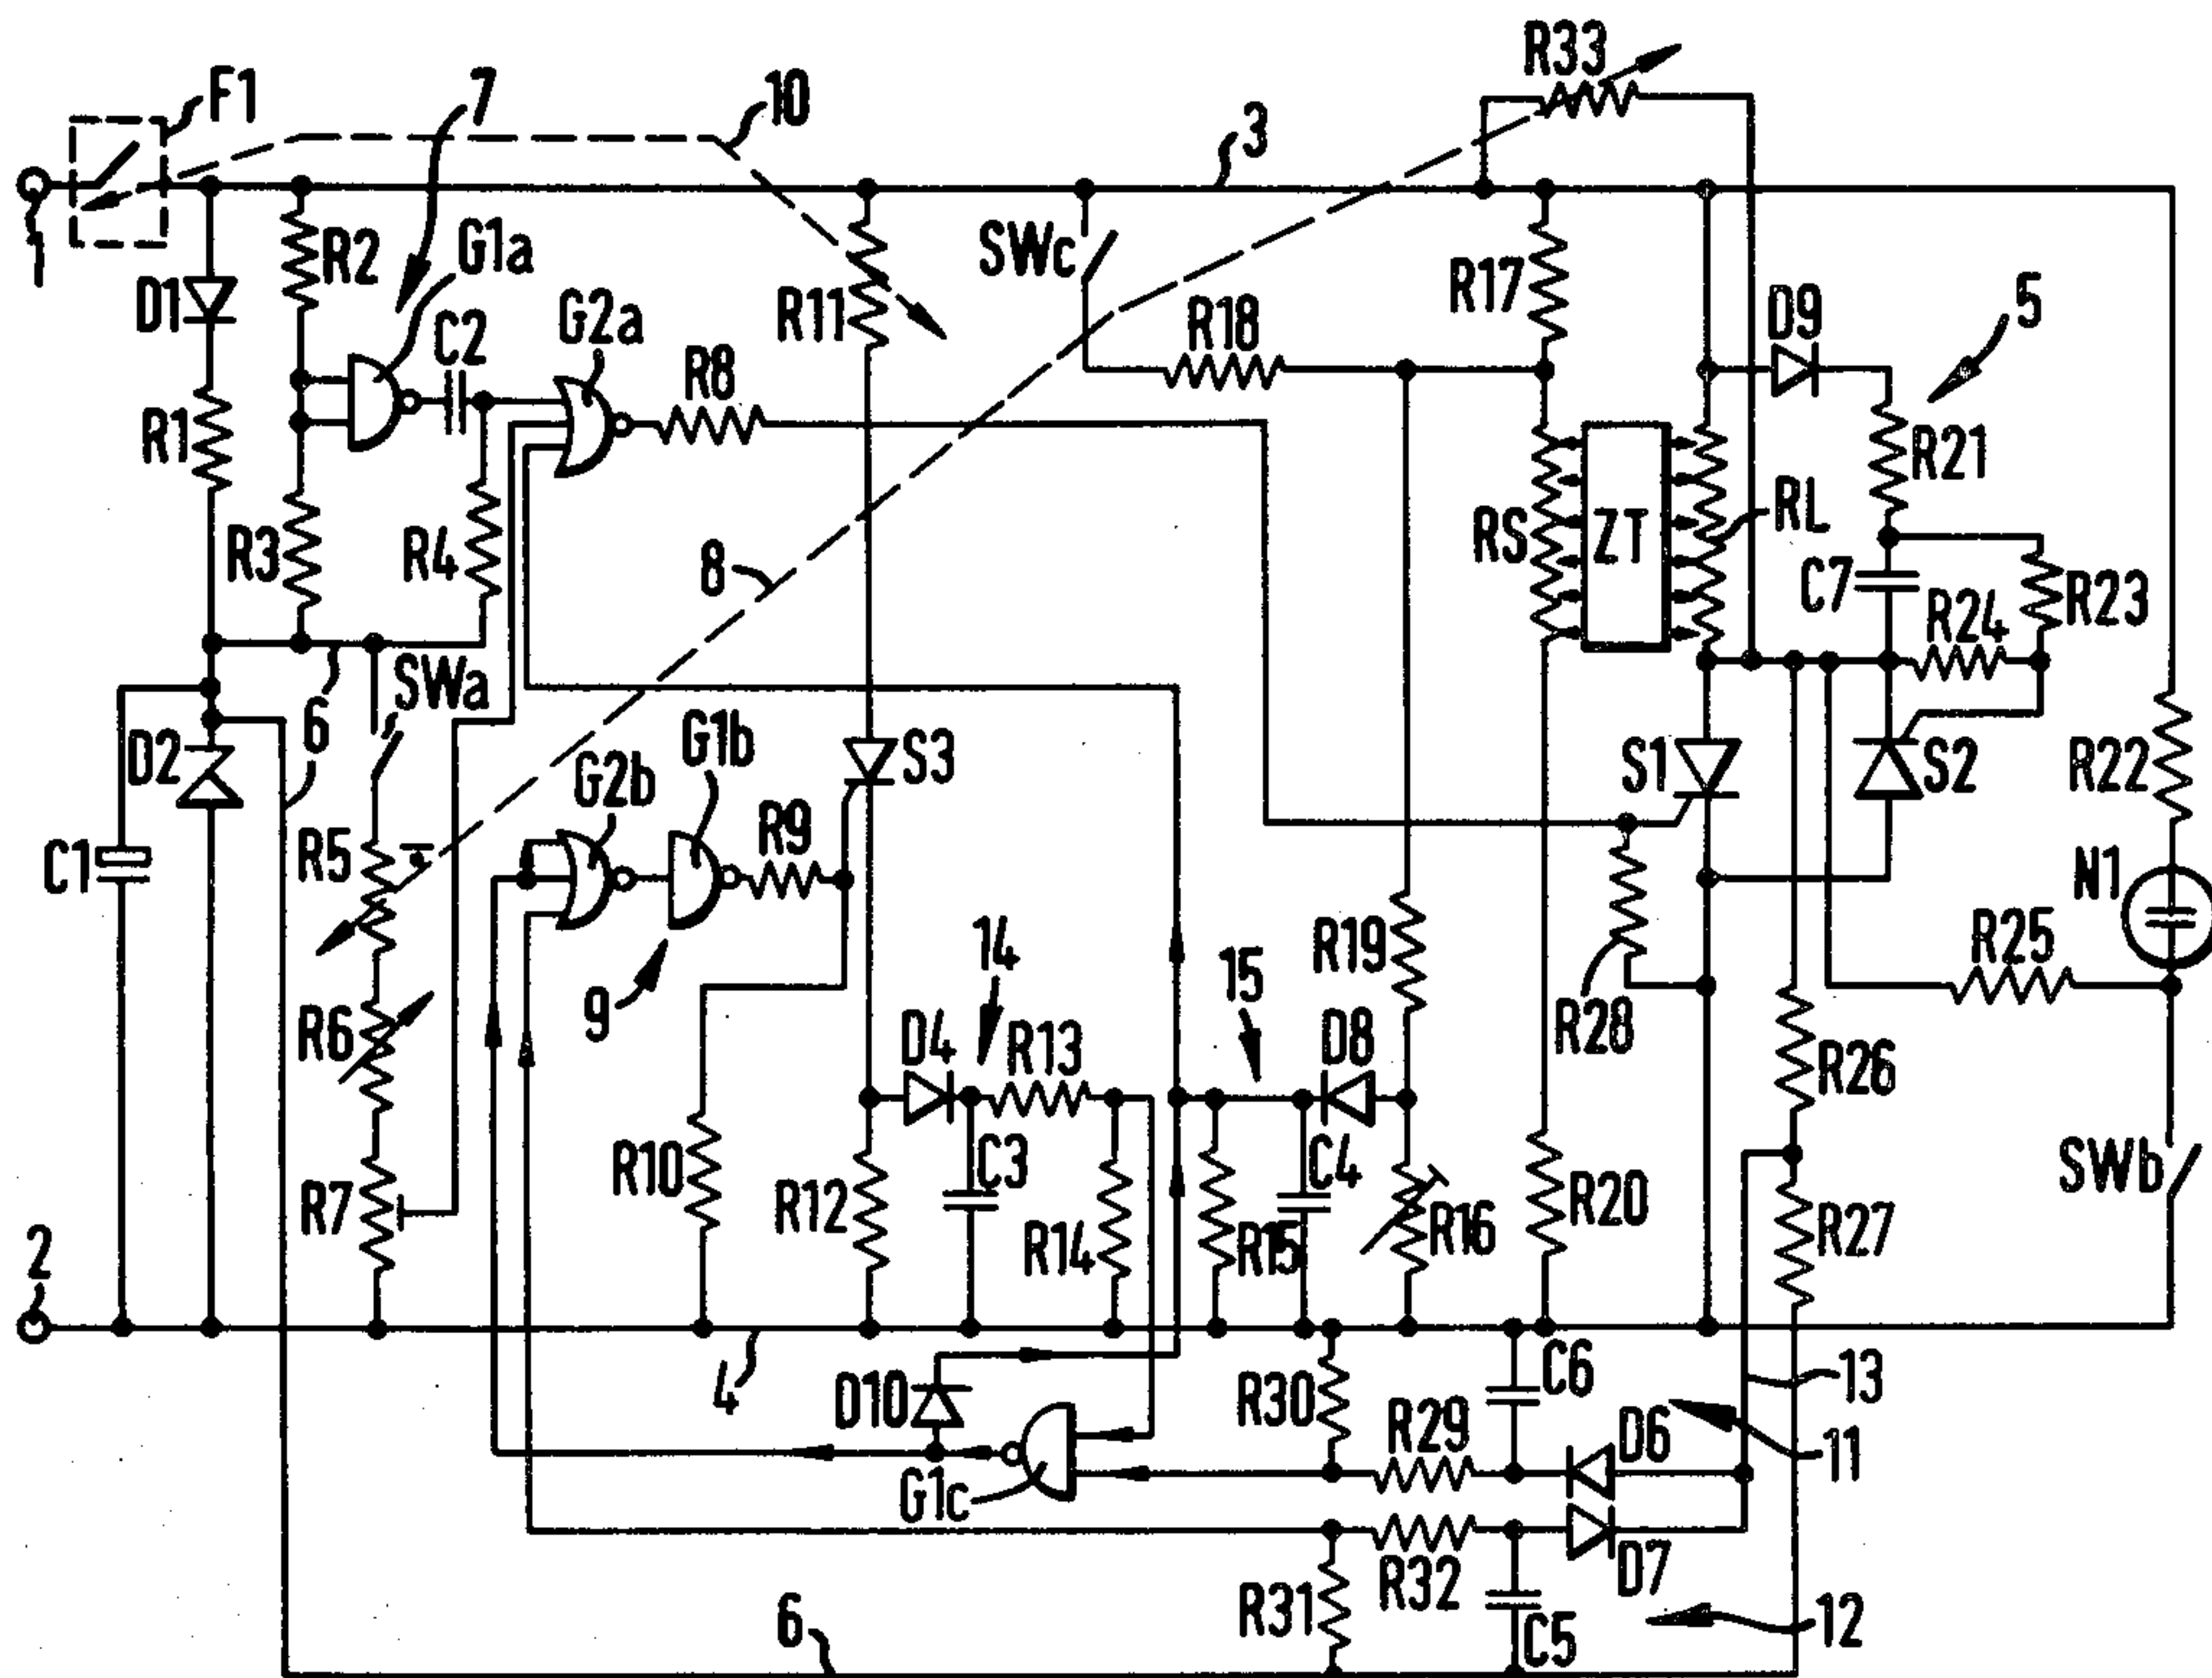 R33
F1
7
10
3
1
R2
G1a
SWc
R17
D1
C2
G2a
R11
R18
D9
5
R8
R1
R21
R3
R4
RS
ZT
RL
8
C7
R23
R24
6
SWa
D2
6
G2b
G1b
S3
S1
S2
R22
C1
R5
R9
N1
14
R19
15
R25
9
R28
R6
D4
R13
D8
R26
R10
C3
C4
SWb
R7
R12
R14
R15
R16
R20
R27
2
4
D10
R30
C6
13
R29
D6
11
G1c
R32
D7
R31
C5
12
6